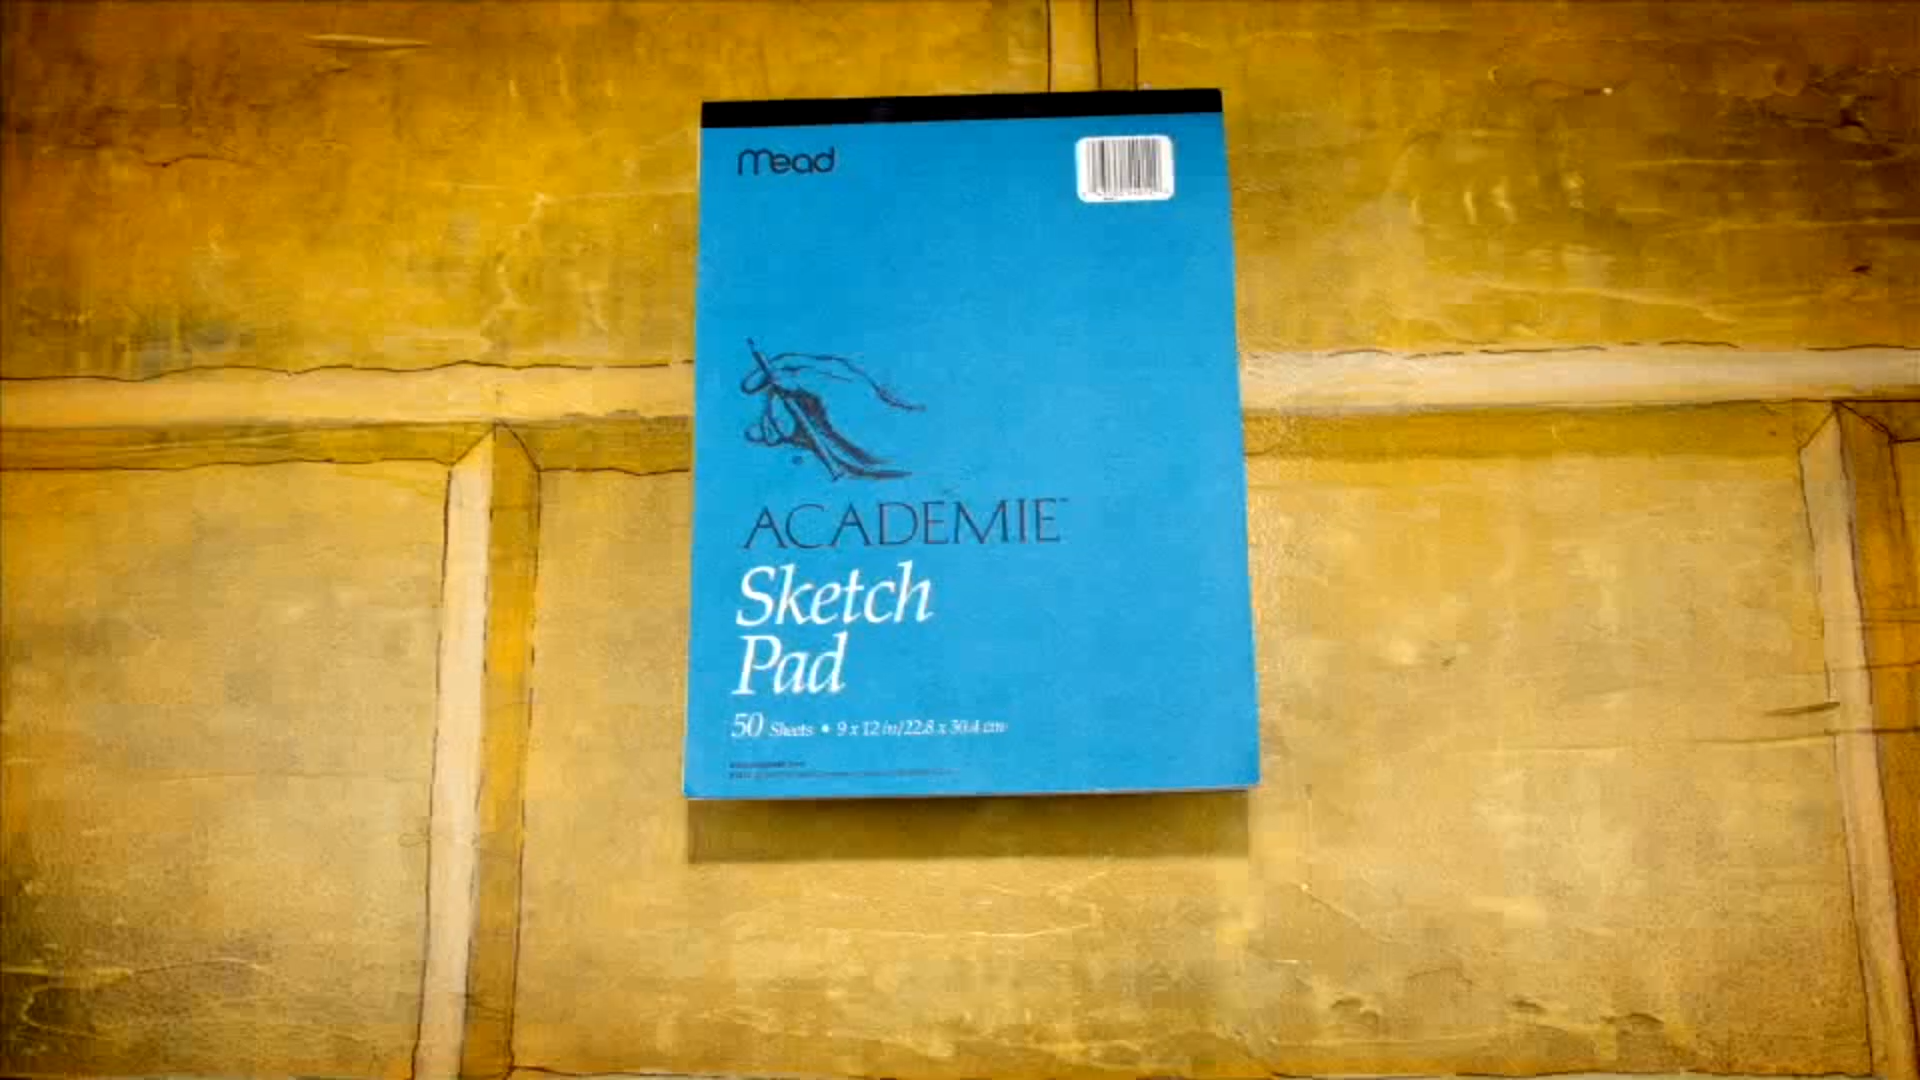 Mead
ACADEMIE™
Sketch
Pad
50 Sheets • 9 x 12 in/22.8 x 30.4 cm